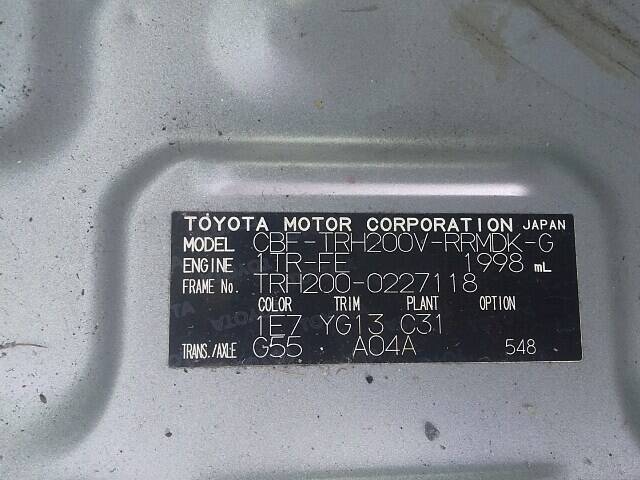 TOYOTA MOTOR CORPORATION JAPAN
MODEL CBF-TRH200V-RRMDK-G
ENGINE 1TR-FE 1998 mL
FRAME No. TRH200-0227118
COLOR TRIM PLANT OPTION
1E7 YG13 C31
TRANS./AXLE G55 A04A 548